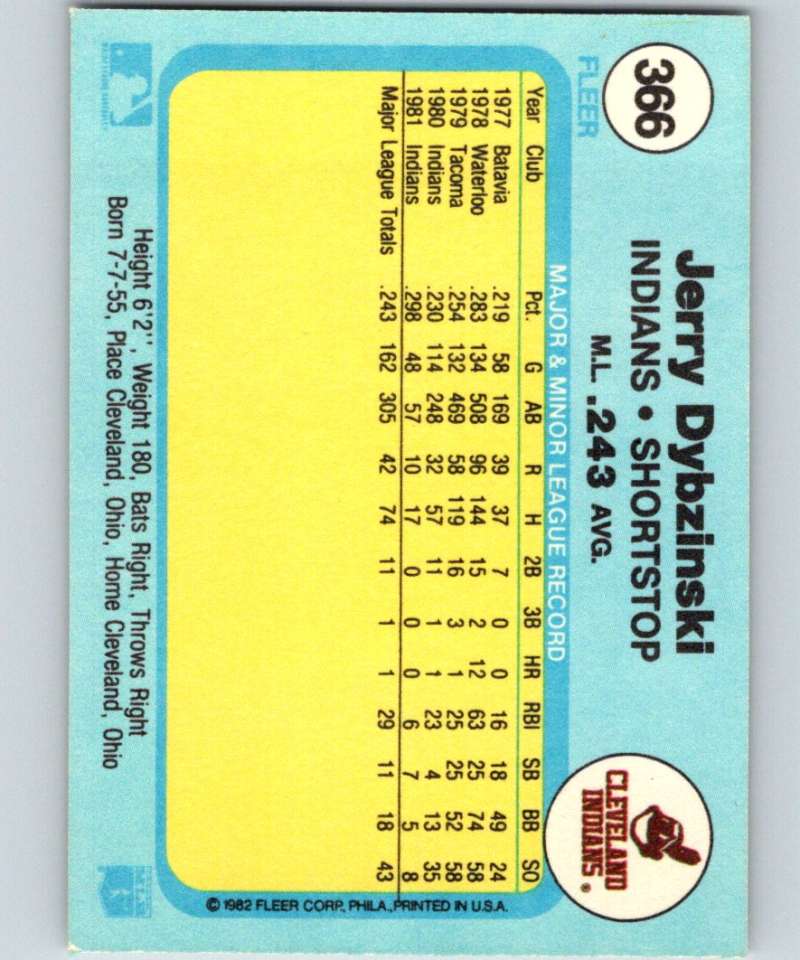 366
FLEER
Jerry Dybzinski
INDIANS • SHORTSTOP
M.L. .243 AVG.
CLEVELAND
INDIANS ®
MAJOR & MINOR LEAGUE RECORD
Year Club Pct. G AB R H 2B 3B HR RBI SB BB SO
1977 Batavia .219 58 169 39 37 7 0 0 16 18 49 24
1978 Waterloo .283 134 508 96 144 15 2 12 63 25 74 58
1979 Tacoma .254 132 469 58 119 16 3 1 25 25 52 58
1980 Indians .230 114 248 32 57 11 1 1 23 4 13 35
1981 Indians .298 48 57 10 17 0 0 0 6 7 5 8
Major League Totals .243 162 305 42 74 11 1 1 29 11 18 43
© 1982 FLEER CORP., PHILA., PRINTED IN U.S.A.
Height 6'2'', Weight 180, Bats Right, Throws Right
Born 7-7-55, Place Cleveland, Ohio, Home Cleveland, Ohio